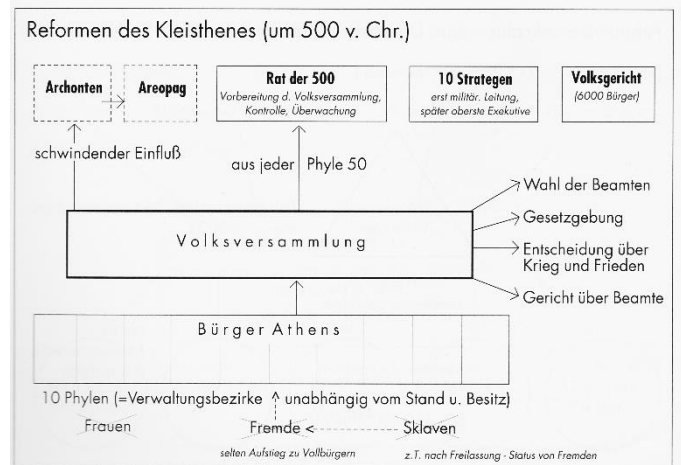 Reformen des Kleisthenes (um 500 v. Chr.)
Archonten
Areopag
Rat der 500
Vorbereitung d. Volksversammlung,
Kontrolle, Überwachung
10 Strategen
erst militär. Leitung,
später oberste Exekutive
Volksgericht
(6000 Bürger)
schwindender Einfluß
aus jeder Phyle 50
Volksversammlung
Wahl der Beamten
Gesetzgebung
Entscheidung über
Krieg und Frieden
Gericht über Beamte
Bürger Athens
10 Phylen (=Verwaltungsbezirke unabhängig vom Stand u. Besitz)
Frauen
Fremde
Sklaven
selten Aufstieg zu Vollbürgern
z.T. nach Freilassung - Status von Fremden